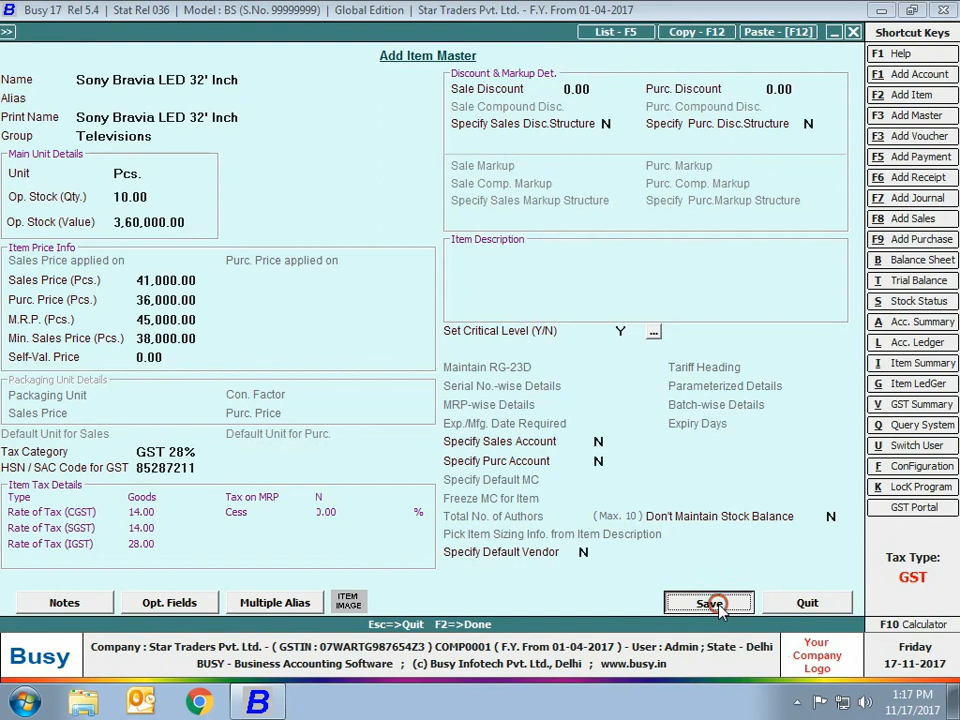 Busy 17 Rel 5.4 | Stat Rel 036 | Model : BS (S.No. 99999999) | Global Edition | Star Traders Pvt. Ltd. - F.Y. From 01-04-2017
>> List - F5 Copy - F12 Paste - [F12]
Add Item Master
Name Sony Bravia LED 32' Inch
Alias
Print Name Sony Bravia LED 32' Inch
Group Televisions
Main Unit Details
Unit Pcs.
Op. Stock (Qty.) 10.00
Op. Stock (Value) 3,60,000.00
Item Price Info
Sales Price applied on Purc. Price applied on
Sales Price (Pcs.) 41,000.00
Purc. Price (Pcs.) 36,000.00
M.R.P. (Pcs.) 45,000.00
Min. Sales Price (Pcs.) 38,000.00
Self-Val. Price 0.00
Packaging Unit Details
Packaging Unit Con. Factor
Sales Price Purc. Price
Default Unit for Sales Default Unit for Purc.
Tax Category GST 28%
HSN / SAC Code for GST 85287211
Item Tax Details
Type Goods Tax on MRP N
Rate of Tax (CGST) 14.00 Cess 0.00 %
Rate of Tax (SGST) 14.00
Rate of Tax (IGST) 28.00
Discount & Markup Det.
Sale Discount 0.00 Purc. Discount 0.00
Sale Compound Disc. Purc. Compound Disc.
Specify Sales Disc.Structure N Specify Purc. Disc.Structure N
Sale Markup Purc. Markup
Sale Comp. Markup Purc. Comp. Markup
Specify Sales Markup Structure Specify Purc.Markup Structure
Item Description
Set Critical Level (Y/N) Y ...
Maintain RG-23D Tariff Heading
Serial No.-wise Details Parameterized Details
MRP-wise Details Batch-wise Details
Exp./Mfg. Date Required Expiry Days
Specify Sales Account N
Specify Purc Account N
Specify Default MC
Freeze MC for Item
Total No. of Authors (Max. 10) Don't Maintain Stock Balance N
Pick Item Sizing Info. from Item Description
Specify Default Vendor N
Notes Opt. Fields Multiple Alias ITEM IMAGE Save Quit
Esc=>Quit F2=>Done
Shortcut Keys
F1 Help
F1 Add Account
F2 Add Item
F3 Add Master
F3 Add Voucher
F5 Add Payment
F6 Add Receipt
F7 Add Journal
F8 Add Sales
F9 Add Purchase
B Balance Sheet
T Trial Balance
S Stock Status
A Acc. Summary
L Acc. Ledger
I Item Summary
G Item LedGer
V GST Summary
Q Query System
U Switch User
F ConFiguration
K LocK Program
GST Portal
Tax Type:
GST
F10 Calculator
Busy
Company : Star Traders Pvt. Ltd. - ( GSTIN : 07WARTG987654Z3 ) COMP0001 ( F.Y. From 01-04-2017 ) - User : Admin ; State - Delhi
BUSY - Business Accounting Software ; (c) Busy Infotech Pvt. Ltd., Delhi ; www.busy.in
Your
Company
Logo
Friday
17-11-2017
1:17 PM
11/17/2017